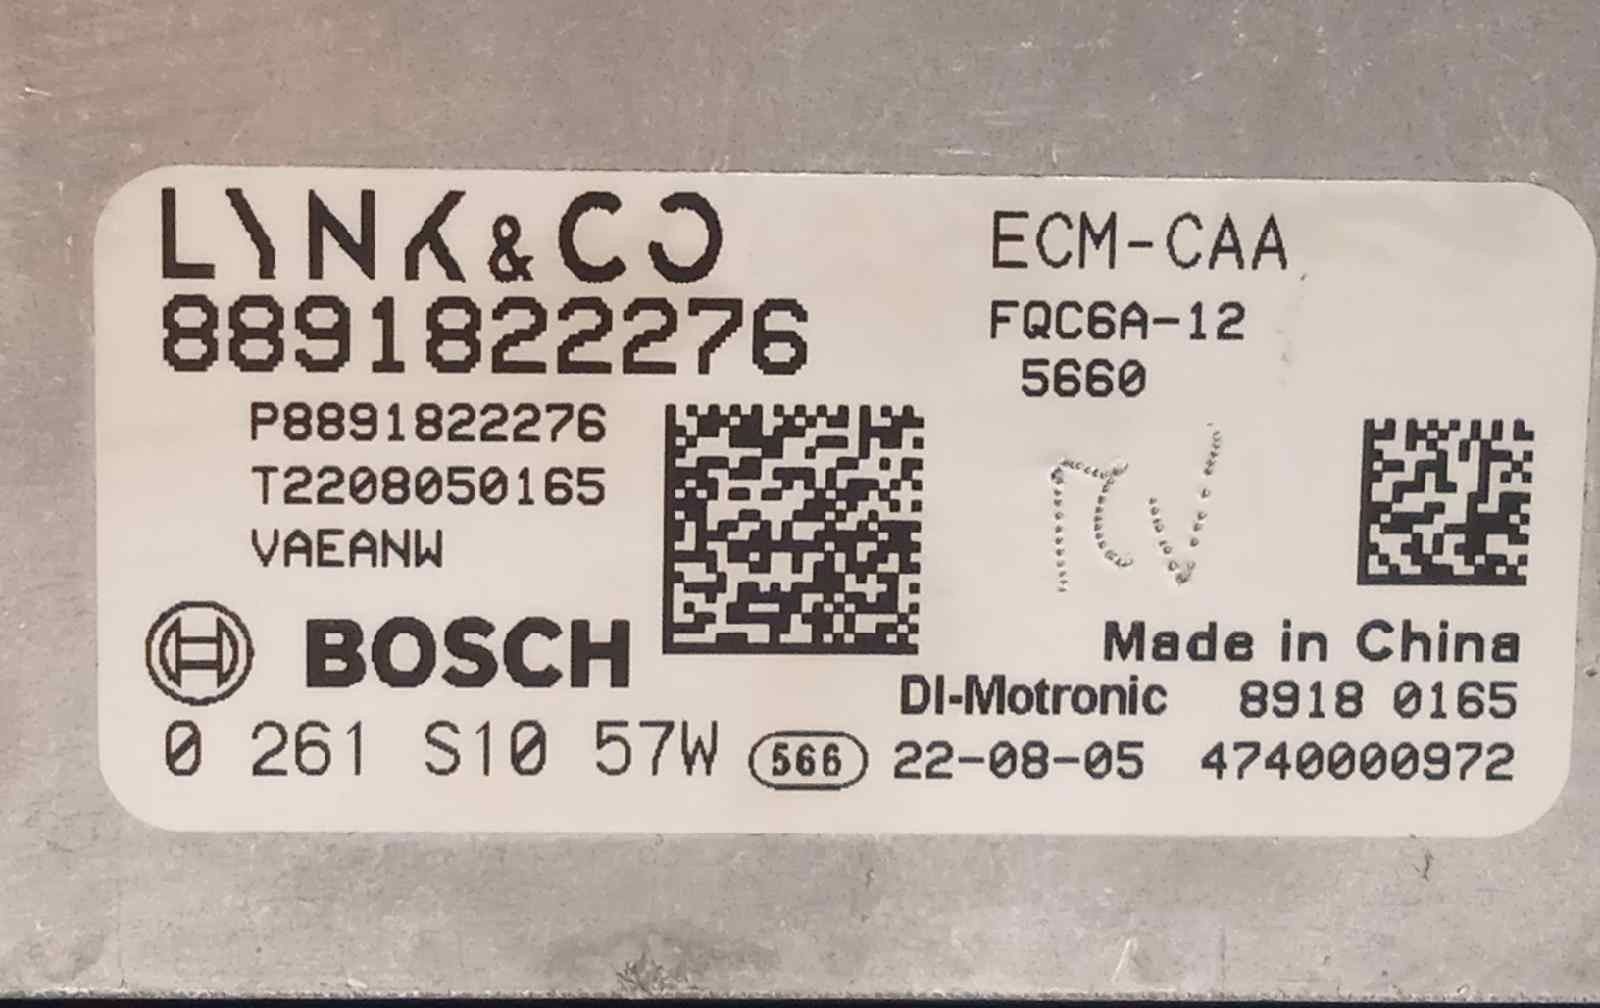 LYNK & CO
8891822276
P8891822276
T2208050165
VAEANW
BOSCH
0 261 S10 57W
566
ECM-CAA
FQC6A-12
5660
Made in China
DI-Motronic 8918 0165
22-08-05 4740000972